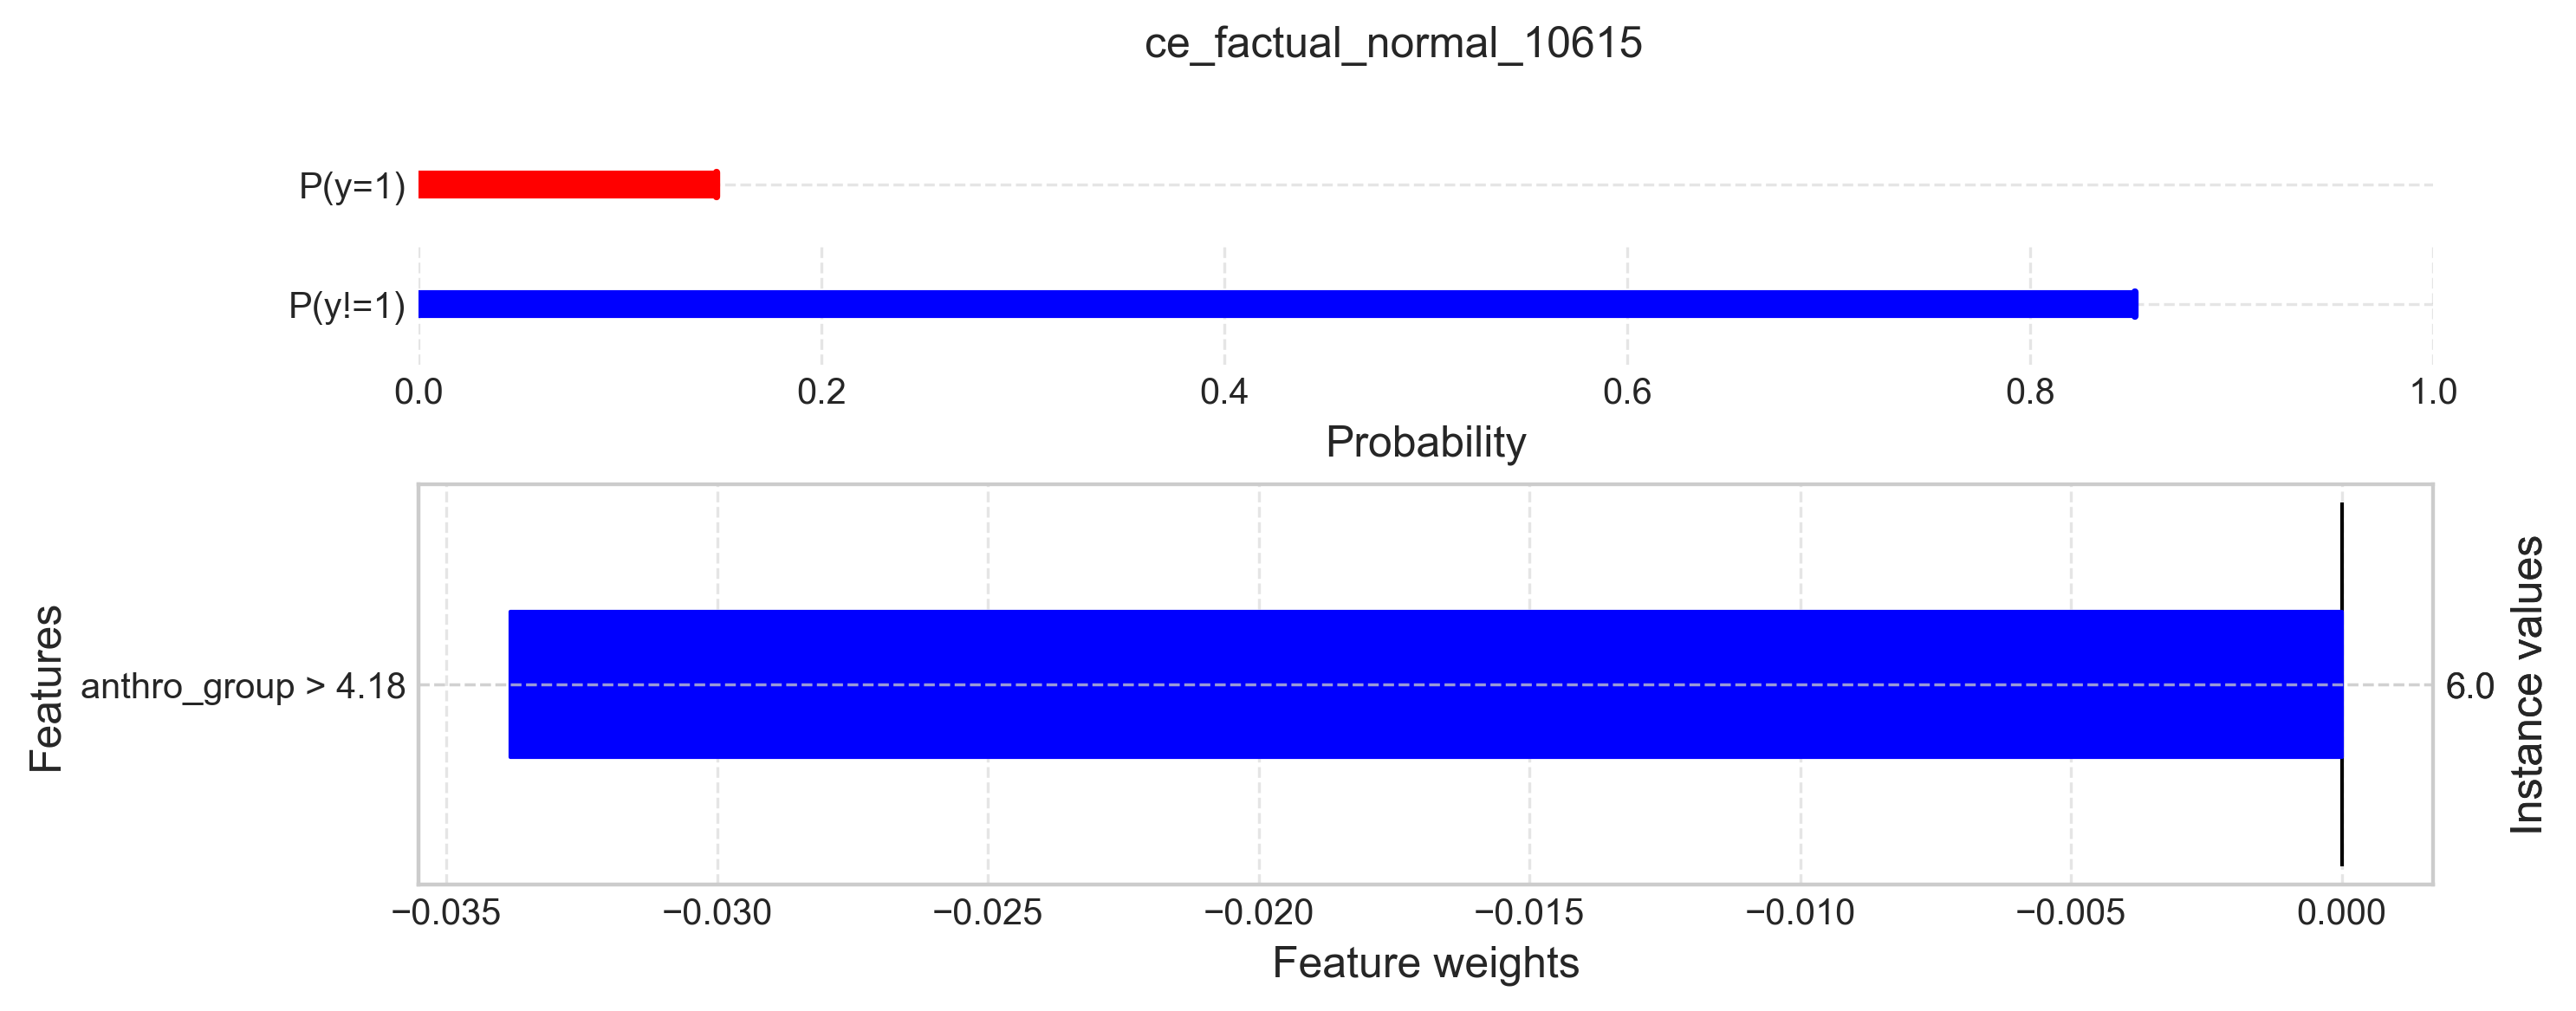 ce_factual_normal_10615
P(y=1)
P(y!=1)
0.0 0.2 0.4 0.6 0.8 1.0
Probability
Features
anthro_group > 4.18
6.0
Instance values
−0.035 −0.030 −0.025 −0.020 −0.015 −0.010 −0.005 0.000
Feature weights